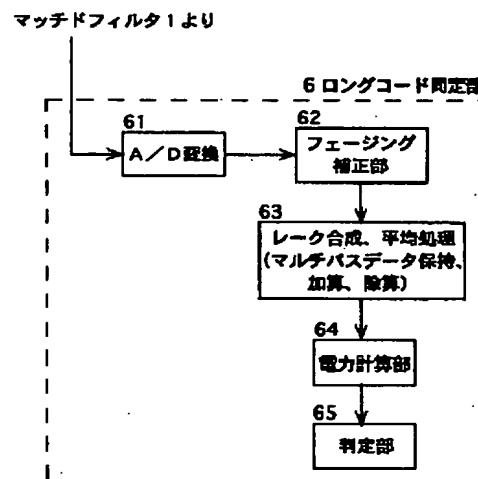 マッチドフィルタ1より
6 ロングコード同定部
61
A/D変換
62
フェージング
補正部
63
レーク合成、平均処理
(マルチパスデータ保持、
加算、除算)
64
電力計算部
65
判定部